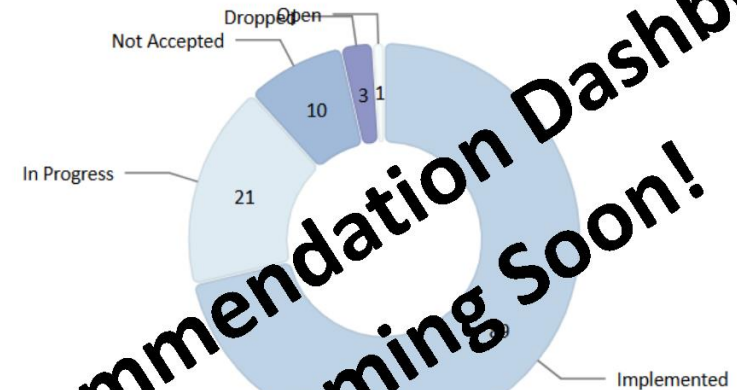 Dropped
Open
Not Accepted
3
1
10
In Progress
21
mmendation Dashb
ming Soon!
Implemented